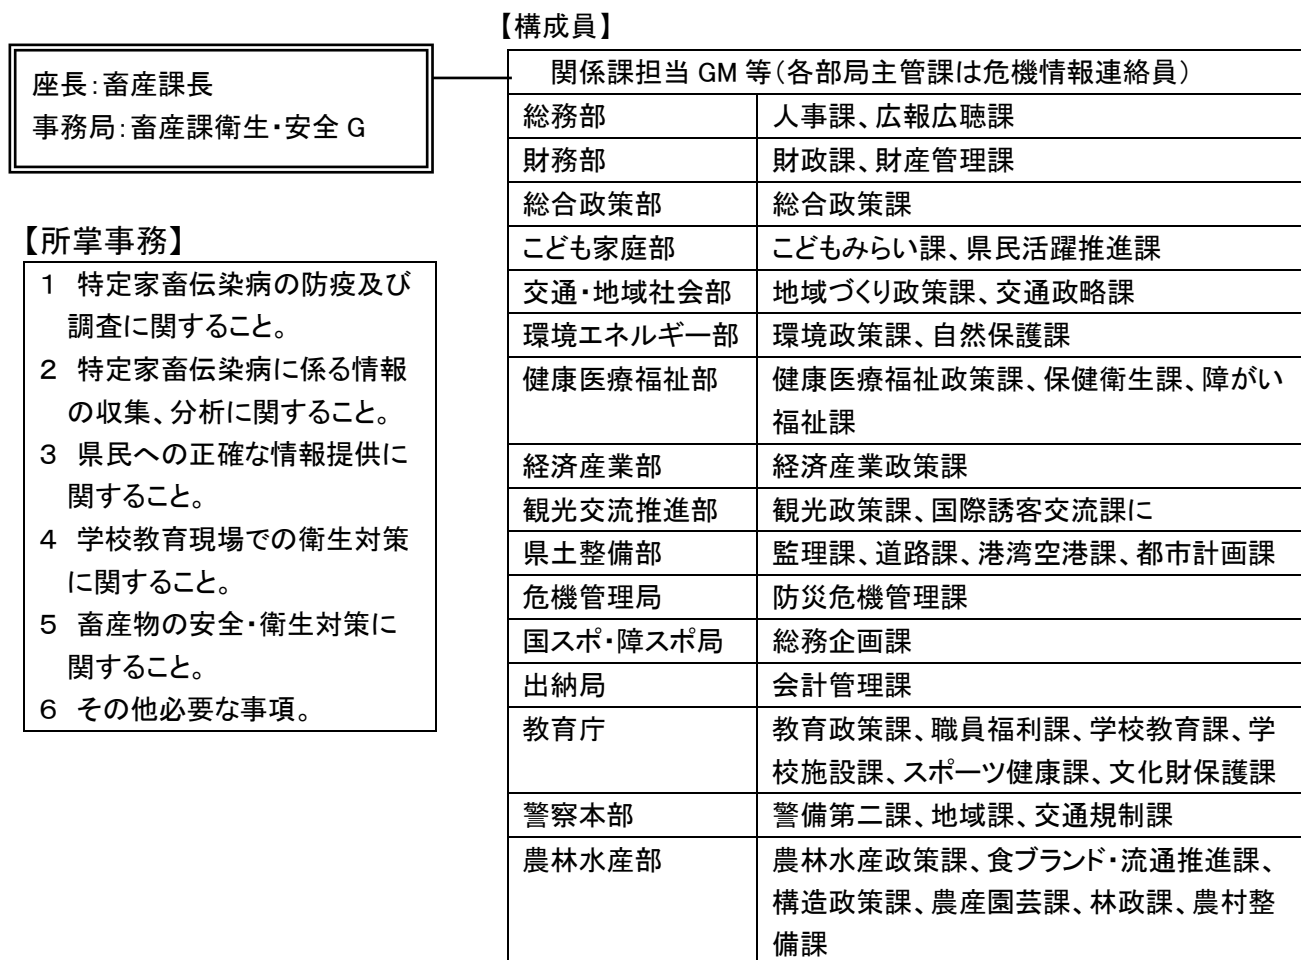 座長：畜産課長
事務局：畜産課衛生・安全 G
【所掌事務】
１ 特定家畜伝染病の防疫及び
調査に関すること。
２ 特定家畜伝染病に係る情報
の収集、分析に関すること。
３ 県民への正確な情報提供に
関すること。
４ 学校教育現場での衛生対策
に関すること。
５ 畜産物の安全・衛生対策に
関すること。
６ その他必要な事項。
【構成員】
関係課担当 GM 等（各部局主管課は危機情報連絡員）
総務部 人事課、広報広聴課
財務部 財政課、財産管理課
総合政策部 総合政策課
こども家庭部 こどもみらい課、県民活躍推進課
交通・地域社会部 地域づくり政策課、交通政略課
環境エネルギー部 環境政策課、自然保護課
健康医療福祉部 健康医療福祉政策課、保健衛生課、障がい
福祉課
経済産業部 経済産業政策課
観光交流推進部 観光政策課、国際誘客交流課に
県土整備部 監理課、道路課、港湾空港課、都市計画課
危機管理局 防災危機管理課
国スポ・障スポ局 総務企画課
出納局 会計管理課
教育庁 教育政策課、職員福利課、学校教育課、学
校施設課、スポーツ健康課、文化財保護課
警察本部 警備第二課、地域課、交通規制課
農林水産部 農林水産政策課、食ブランド・流通推進課、
構造政策課、農産園芸課、林政課、農村整
備課